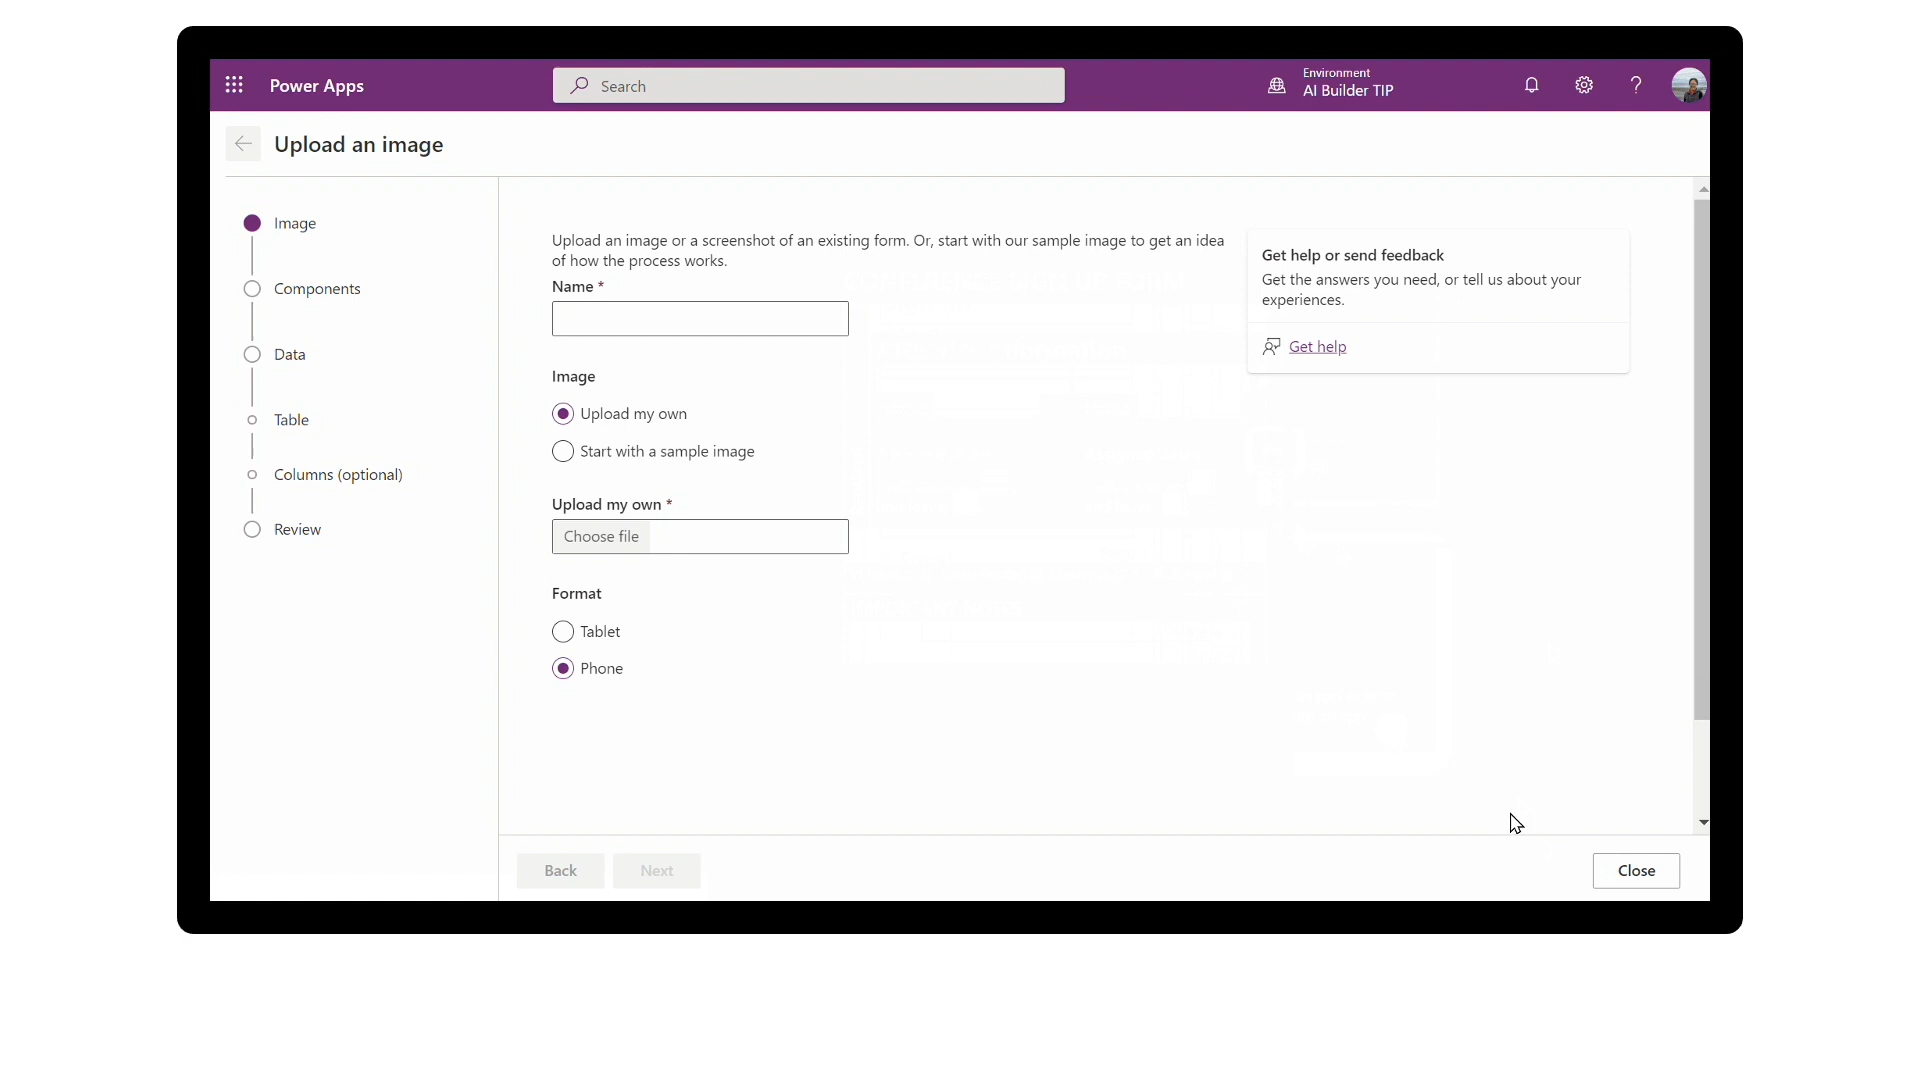 Power Apps
Search
Environment
AI Builder TIP
?
Upload an image
Image
Components
Data
Table
Columns (optional)
Review
Upload an image or a screenshot of an existing form. Or, start with our sample image to get an idea
of how the process works.
Name *
Image
Upload my own
Start with a sample image
Upload my own *
Choose file
Format
Tablet
Phone
Get help or send feedback
Get the answers you need, or tell us about your
experiences.
Get help
Back
Next
Close